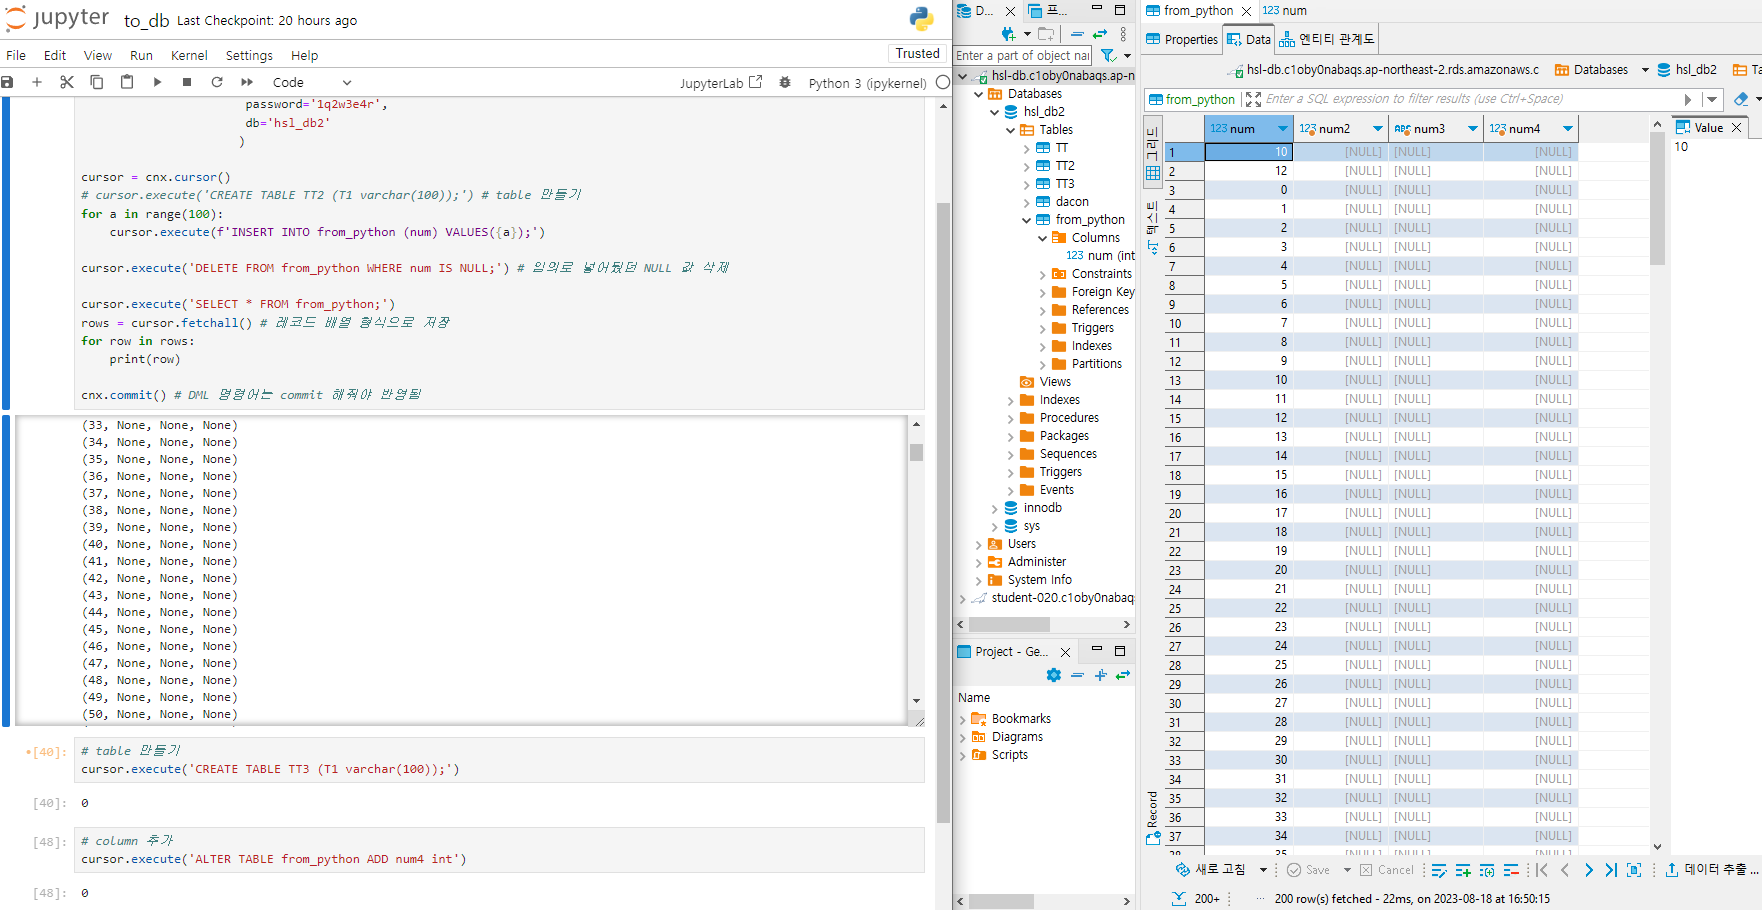 jupyter to_db Last Checkpoint: 20 hours ago
File Edit View Run Kernel Settings Help Trusted
Code JupyterLab Python 3 (ipykernel)
password='1q2w3e4r',
db='hsl_db2'
)
cursor = cnx.cursor()
# cursor.execute('CREATE TABLE TT2 (T1 varchar(100));') # table 만들기
for a in range(100):
cursor.execute(f'INSERT INTO from_python (num) VALUES({a});')
cursor.execute('DELETE FROM from_python WHERE num IS NULL;') # 임의로 넣어뒀던 NULL 값 삭제
cursor.execute('SELECT * FROM from_python;')
rows = cursor.fetchall() # 레코드 배열 형식으로 저장
for row in rows:
print(row)
cnx.commit() # DML 명령어는 commit 해줘야 반영됨
(33, None, None, None)
(34, None, None, None)
(35, None, None, None)
(36, None, None, None)
(37, None, None, None)
(38, None, None, None)
(39, None, None, None)
(40, None, None, None)
(41, None, None, None)
(42, None, None, None)
(43, None, None, None)
(44, None, None, None)
(45, None, None, None)
(46, None, None, None)
(47, None, None, None)
(48, None, None, None)
(49, None, None, None)
(50, None, None, None)
[40]: # table 만들기
cursor.execute('CREATE TABLE TT3 (T1 varchar(100));')
[40]: 0
[48]: # column 추가
cursor.execute('ALTER TABLE from_python ADD num4 int')
[48]: 0
D... 프...
Enter a part of object nar
hsl-db.c1oby0nabaqs.ap-n
Databases
hsl_db2
Tables
TT
TT2
TT3
dacon
from_python
Columns
123 num (int
Constraints
Foreign Key
References
Triggers
Indexes
Partitions
Views
Indexes
Procedures
Packages
Sequences
Triggers
Events
innodb
sys
Users
Administer
System Info
student-020.c1oby0nabaqs
Project - Ge...
Name
Bookmarks
Diagrams
Scripts
from_python 123 num
Properties Data 엔티티 관계도
hsl-db.c1oby0nabaqs.ap-northeast-2.rds.amazonaws.c Databases hsl_db2 Ta
from_python Enter a SQL expression to filter results (use Ctrl+Space)
그리드
텍스트
Record
123 num 123 num2 ABC num3 123 num4
1 10 [NULL] [NULL] [NULL]
2 12 [NULL] [NULL] [NULL]
3 0 [NULL] [NULL] [NULL]
4 1 [NULL] [NULL] [NULL]
5 2 [NULL] [NULL] [NULL]
6 3 [NULL] [NULL] [NULL]
7 4 [NULL] [NULL] [NULL]
8 5 [NULL] [NULL] [NULL]
9 6 [NULL] [NULL] [NULL]
10 7 [NULL] [NULL] [NULL]
11 8 [NULL] [NULL] [NULL]
12 9 [NULL] [NULL] [NULL]
13 10 [NULL] [NULL] [NULL]
14 11 [NULL] [NULL] [NULL]
15 12 [NULL] [NULL] [NULL]
16 13 [NULL] [NULL] [NULL]
17 14 [NULL] [NULL] [NULL]
18 15 [NULL] [NULL] [NULL]
19 16 [NULL] [NULL] [NULL]
20 17 [NULL] [NULL] [NULL]
21 18 [NULL] [NULL] [NULL]
22 19 [NULL] [NULL] [NULL]
23 20 [NULL] [NULL] [NULL]
24 21 [NULL] [NULL] [NULL]
25 22 [NULL] [NULL] [NULL]
26 23 [NULL] [NULL] [NULL]
27 24 [NULL] [NULL] [NULL]
28 25 [NULL] [NULL] [NULL]
29 26 [NULL] [NULL] [NULL]
30 27 [NULL] [NULL] [NULL]
31 28 [NULL] [NULL] [NULL]
32 29 [NULL] [NULL] [NULL]
33 30 [NULL] [NULL] [NULL]
34 31 [NULL] [NULL] [NULL]
35 32 [NULL] [NULL] [NULL]
36 33 [NULL] [NULL] [NULL]
37 34 [NULL] [NULL] [NULL]
Value
10
새로 고침 Save Cancel 데이터 추출 ...
200+ ... 200 row(s) fetched - 22ms, on 2023-08-18 at 16:50:15